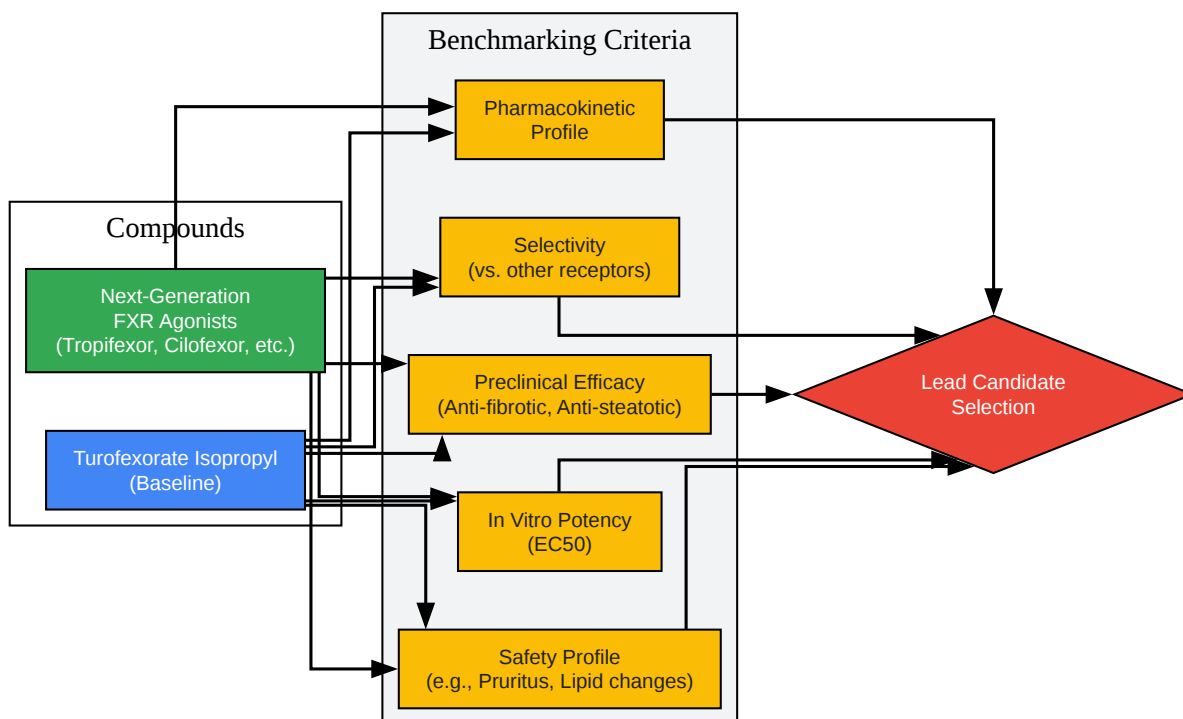 Benchmarking Criteria
Pharmacokinetic
Profile
Compounds
Selectivity
(vs. other receptors)
Next-Generation
FXR Agonists
(Tropifexor, Cilofexor, etc.)
Preclinical Efficacy
(Anti-fibrotic, Anti-steatotic)
Lead Candidate
Selection
Turofexorate Isopropyl
(Baseline)
In Vitro Potency
(EC50)
Safety Profile
(e.g., Pruritus, Lipid changes)